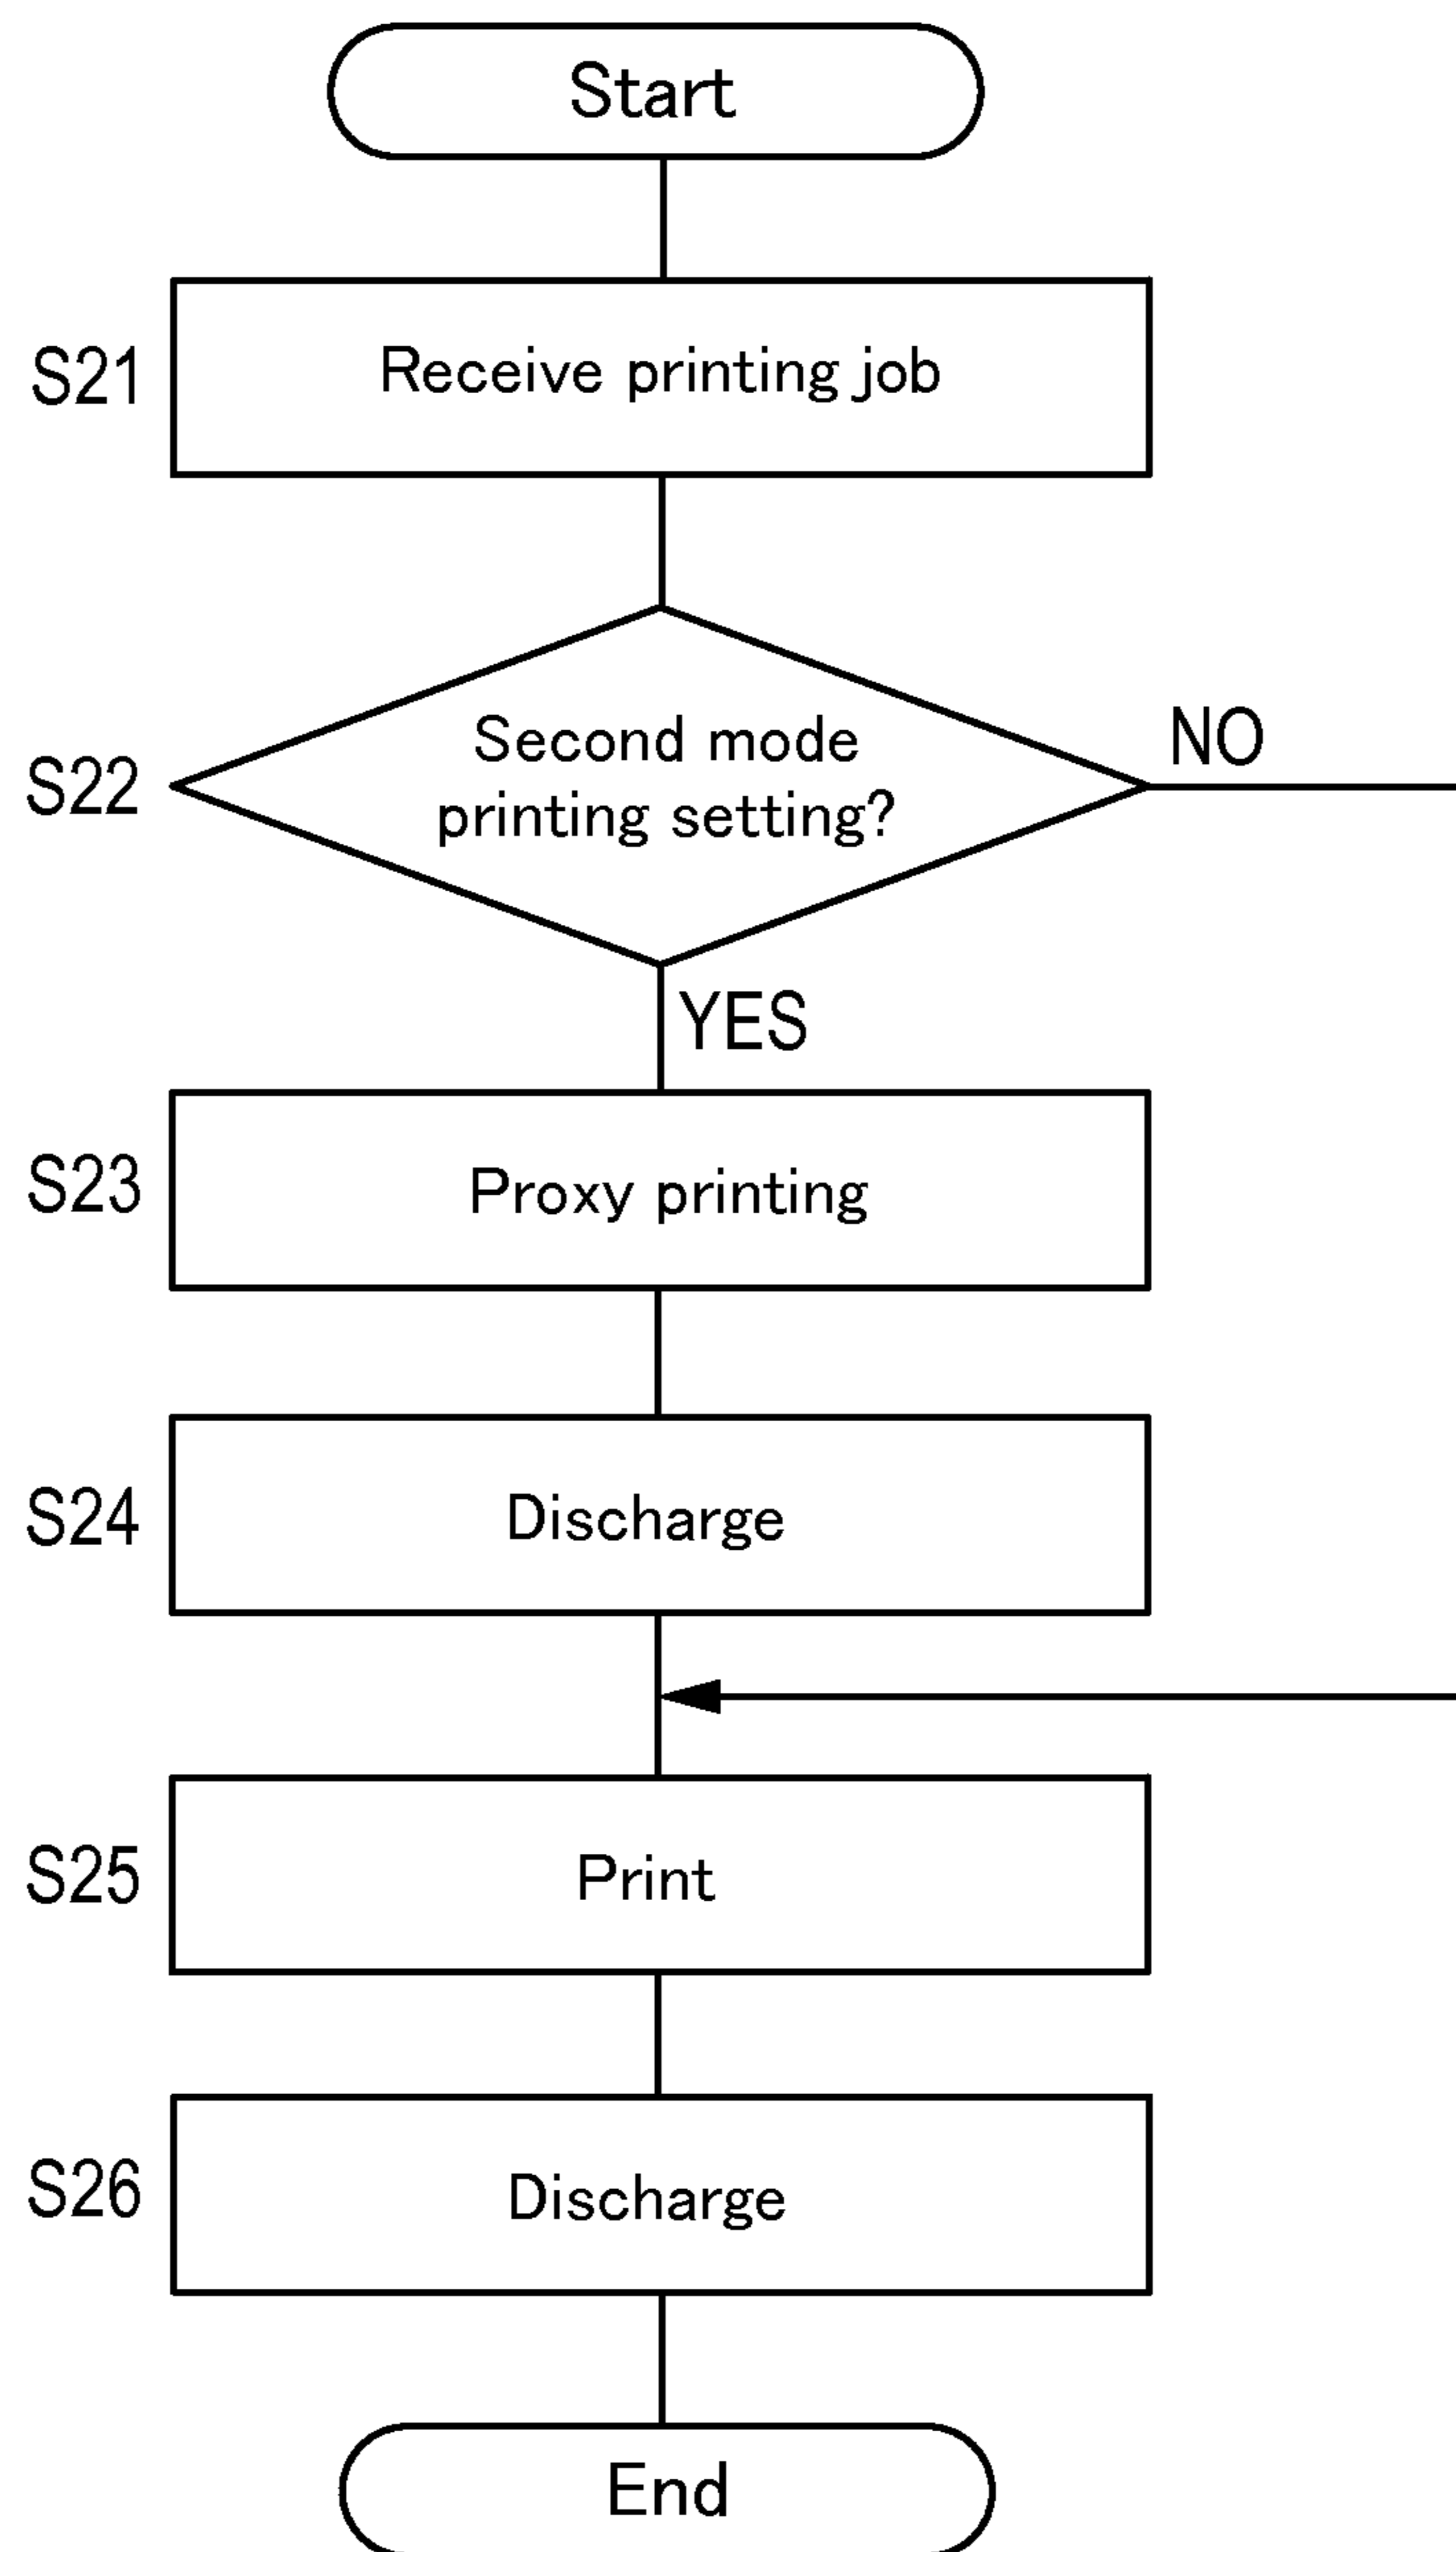 Start
S21
Receive printing job
S22
Second mode
printing setting?
NO
YES
S23
Proxy printing
S24
Discharge
S25
Print
S26
Discharge
End